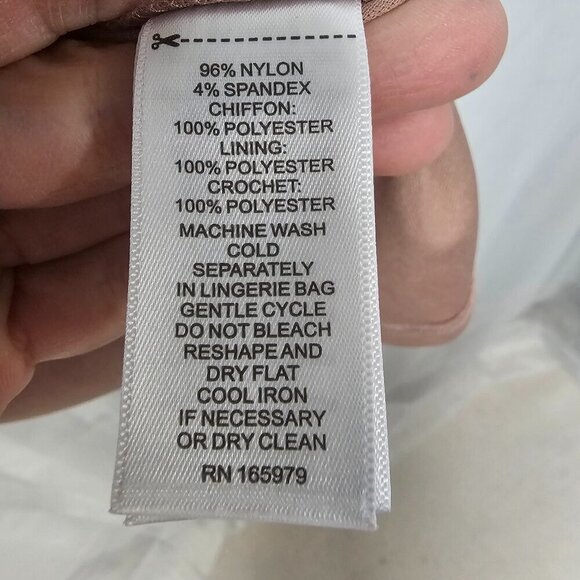 96% NYLON
4% SPANDEX
CHIFFON:
100% POLYESTER
LINING:
100% POLYESTER
CROCHET:
100% POLYESTER
MACHINE WASH
COLD
SEPARATELY
IN LINGERIE BAG
GENTLE CYCLE
DO NOT BLEACH
RESHAPE AND
DRY FLAT
COOL IRON
IF NECESSARY
OR DRY CLEAN
RN 165979